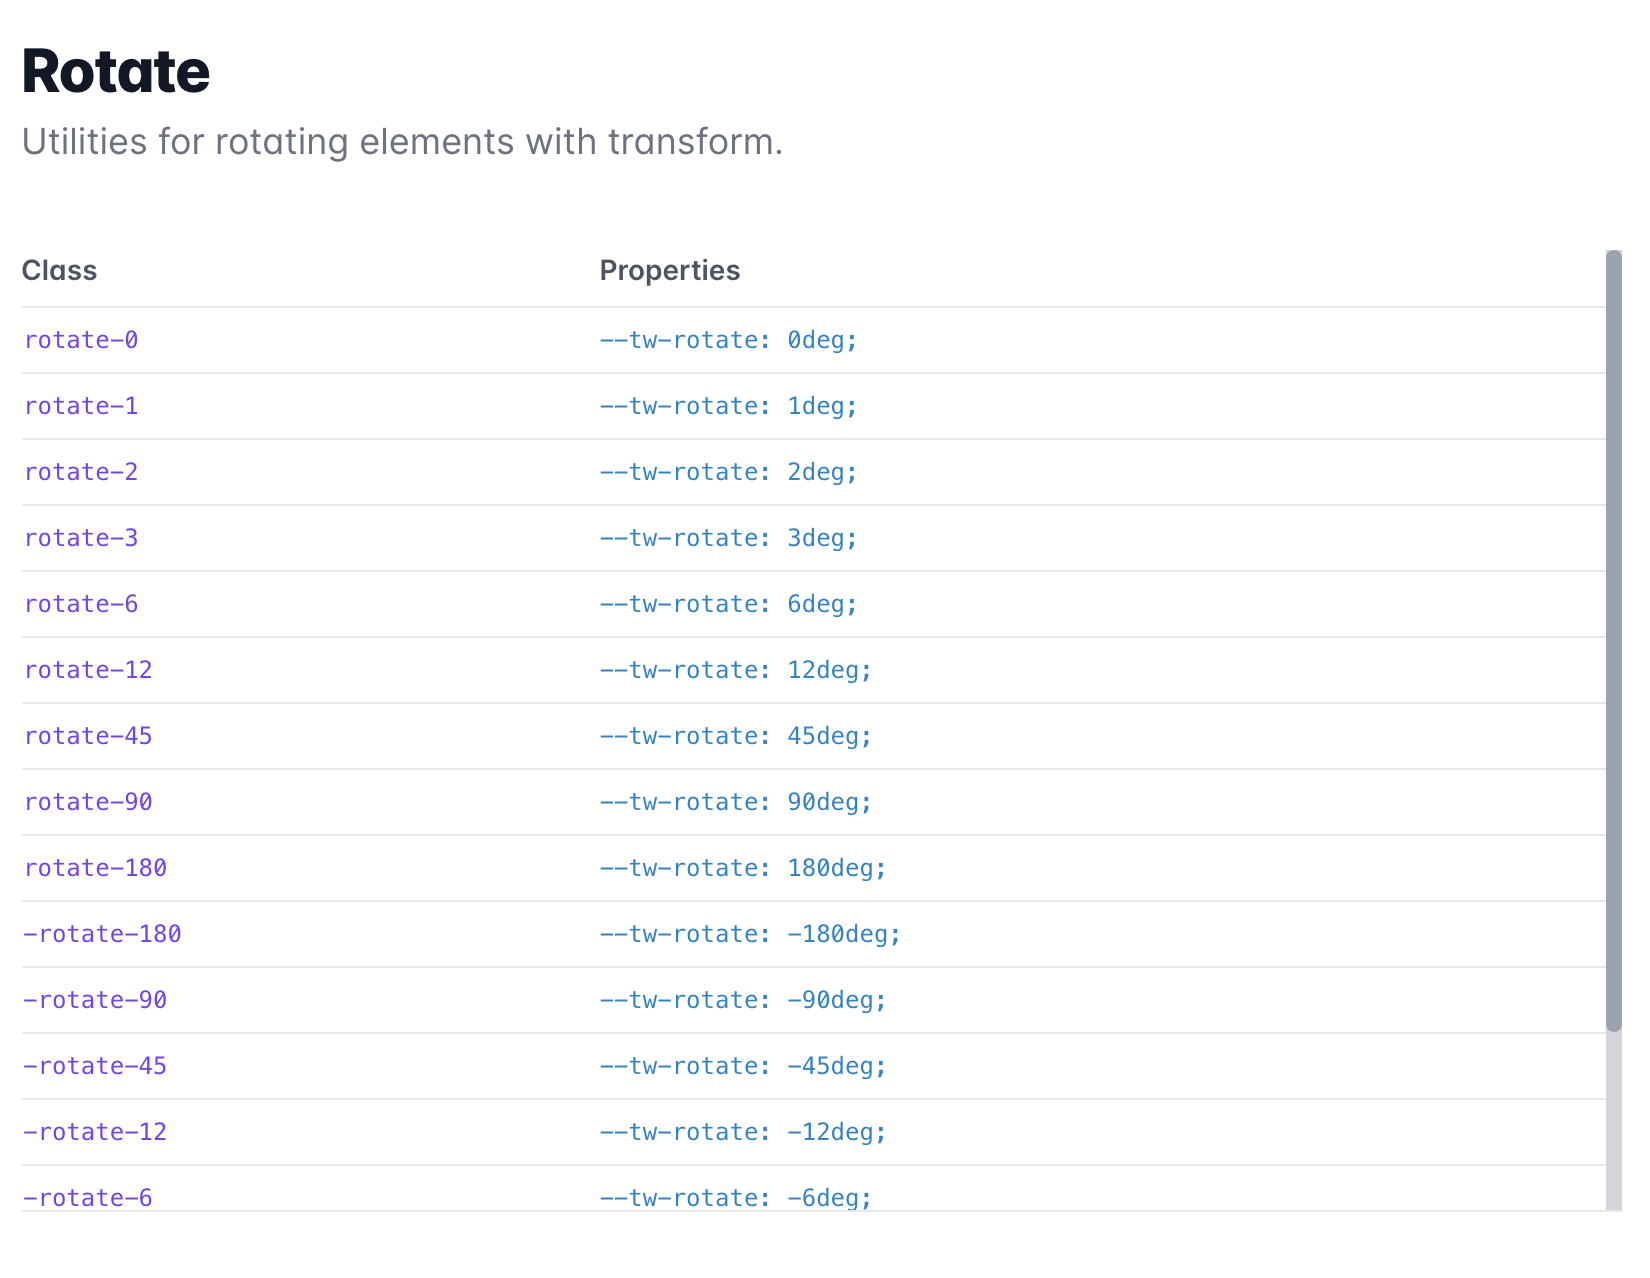 Rotate
Utilities for rotating elements with transform.
Class Properties
rotate-0 --tw-rotate: 0deg;
rotate-1 --tw-rotate: 1deg;
rotate-2 --tw-rotate: 2deg;
rotate-3 --tw-rotate: 3deg;
rotate-6 --tw-rotate: 6deg;
rotate-12 --tw-rotate: 12deg;
rotate-45 --tw-rotate: 45deg;
rotate-90 --tw-rotate: 90deg;
rotate-180 --tw-rotate: 180deg;
-rotate-180 --tw-rotate: -180deg;
-rotate-90 --tw-rotate: -90deg;
-rotate-45 --tw-rotate: -45deg;
-rotate-12 --tw-rotate: -12deg;
-rotate-6 --tw-rotate: -6deg;